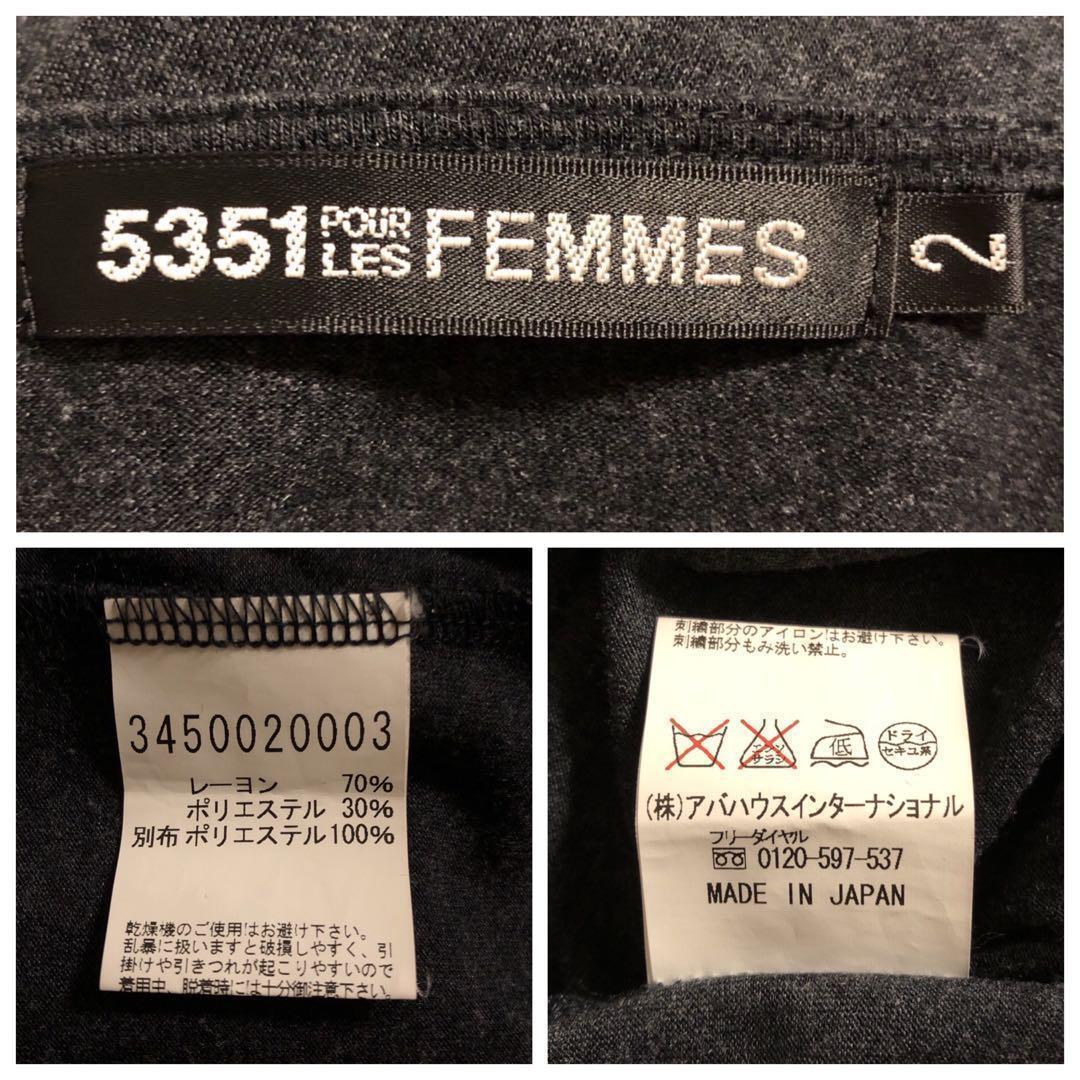 5351 POUR LES FEMMES
2
3450020003
レーヨン 70%
ポリエステル 30%
別布 ポリエステル 100%
乾燥機のご使用はお避け下さい。
乱暴に扱いますと破損しやすく、引
掛けや引きつれが起こりやすいので
着用中、脱着時には十分御注意下さい。
刺繍部分のアイロンはお避け下さい。
刺繍部分もみ洗い禁止。
エンソ
サラシ
低
ドライ
セキユ系
(株)アバハウスインターナショナル
フリーダイヤル
0120-597-537
MADE IN JAPAN